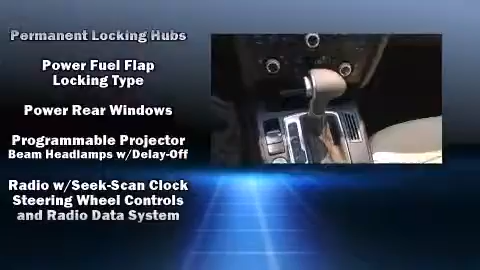 Permanent Locking Hubs
Power Fuel Flap
Locking Type
Power Rear Windows
Programmable Projector
Beam Headlamps w/Delay-Off
Radio w/Seek-Scan Clock
Steering Wheel Controls
and Radio Data System